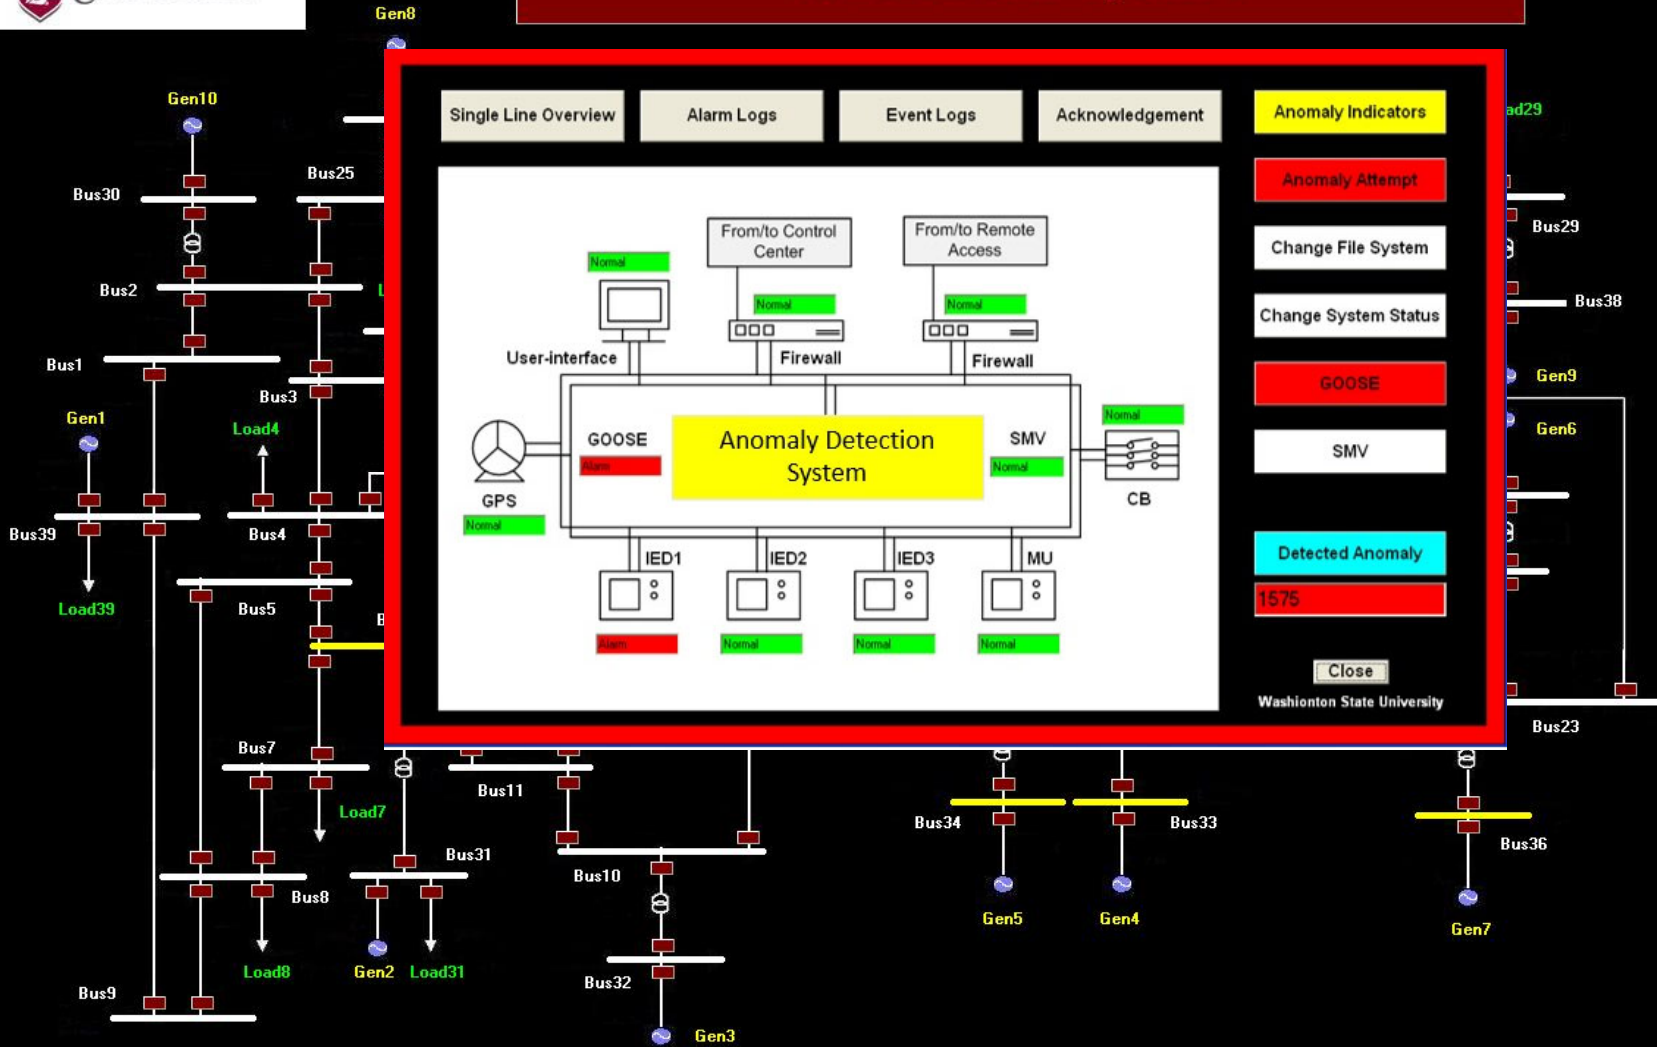 Gen8
Gen10
Single Line Overview
Alarm Logs
Event Logs
Acknowledgement
Anomaly Indicators
ad29
Anomaly Attempt
Bus25
Bus30
From/to Control
Center
From/to Remote
Access
Bus29
Change File System
Normal
Bus2
Normal
Normal
Bus38
Change System Status
User-interface
Firewall
Firewall
Bus1
Bus3
GOOSE
Gen9
Gen1
Load4
Normal
Gen6
GOOSE
Alarm
Anomaly Detection
System
SMV
Normal
SMV
GPS
Normal
CB
Bus39
Bus4
IED1
IED2
IED3
MU
Detected Anomaly
1575
Load39
Bus5
Alarm
Normal
Normal
Normal
Close
Washionton State University
Bus23
Bus7
Bus11
Load7
Bus34
Bus33
Bus36
Bus31
Bus10
Bus8
Gen5
Gen4
Gen7
Load8
Gen2
Load31
Bus32
Bus9
Gen3